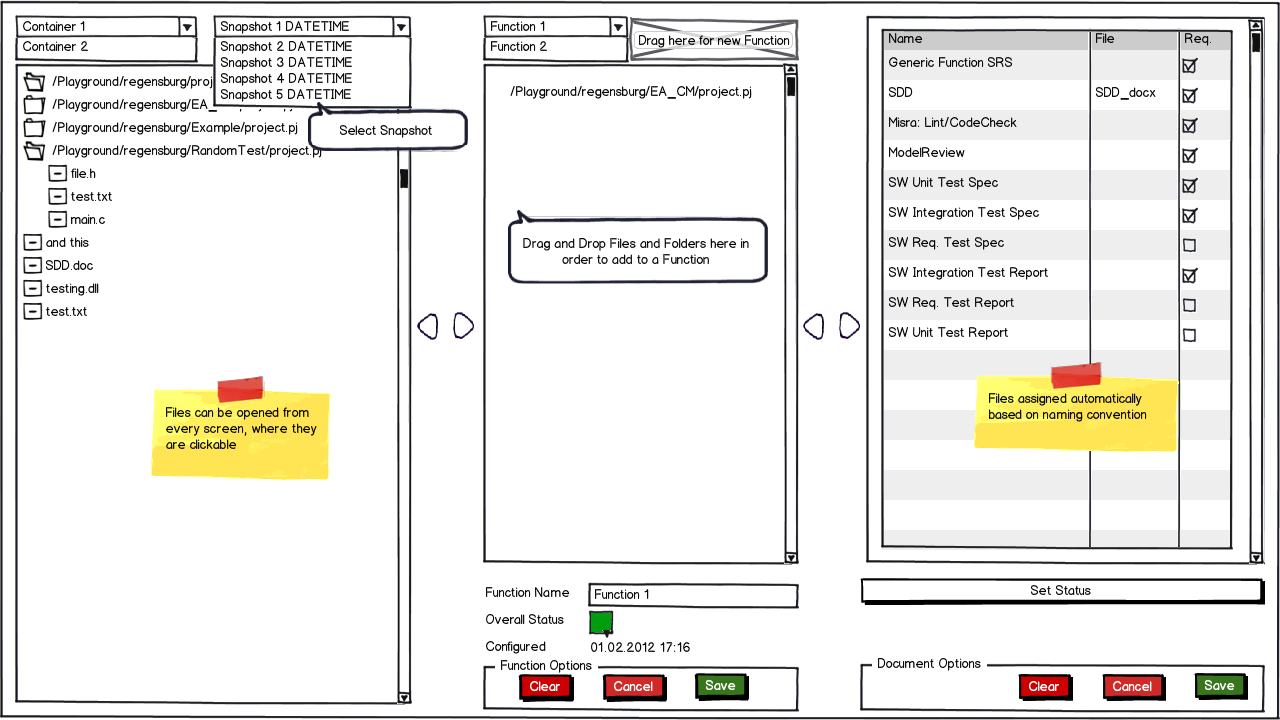 Container 1
Container 2
Snapshot 1 DATETIME
Snapshot 2 DATETIME
Snapshot 3 DATETIME
Snapshot 4 DATETIME
Snapshot 5 DATETIME
Select Snapshot
/Playground/regensburg/proj
/Playground/regensburg/EA_
/Playground/regensburg/Example/project.pj
/Playground/regensburg/RandomTest/project.pj
file.h
test.txt
main.c
and this
SDD.doc
testing.dll
test.txt
Files can be opened from
every screen, where they
are clickable
Function 1
Function 2
Drag here for new Function
/Playground/regensburg/EA_CM/project.pj
Drag and Drop Files and Folders here in
order to add to a Function
Function Name Function 1
Overall Status
Configured 01.02.2012 17:16
Function Options
Clear Cancel Save
Name File Req.
Generic Function SRS
SDD SDD_docx
Misra: Lint/CodeCheck
ModelReview
SW Unit Test Spec
SW Integration Test Spec
SW Req. Test Spec
SW Integration Test Report
SW Req. Test Report
SW Unit Test Report
Files assigned automatically
based on naming convention
Set Status
Document Options
Clear Cancel Save